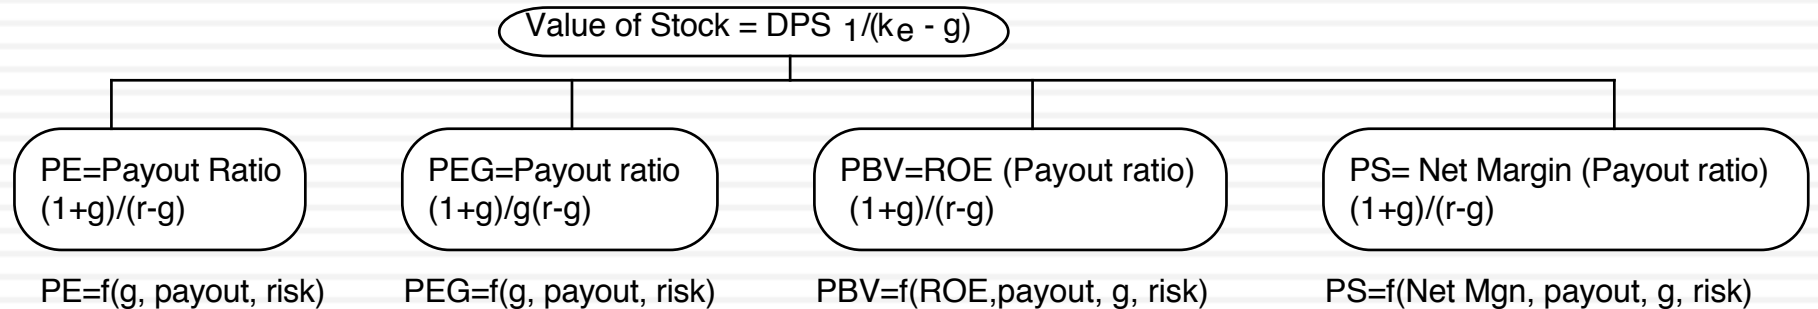 Value of Stock = DPS 1/(ke - g)
PE=Payout Ratio
(1+g)/(r-g)
PEG=Payout ratio
(1+g)/g(r-g)
PBV=ROE (Payout ratio)
(1+g)/(r-g)
PS= Net Margin (Payout ratio)
(1+g)/(r-g)
PE=f(g, payout, risk)
PEG=f(g, payout, risk)
PBV=f(ROE,payout, g, risk)
PS=f(Net Mgn, payout, g, risk)